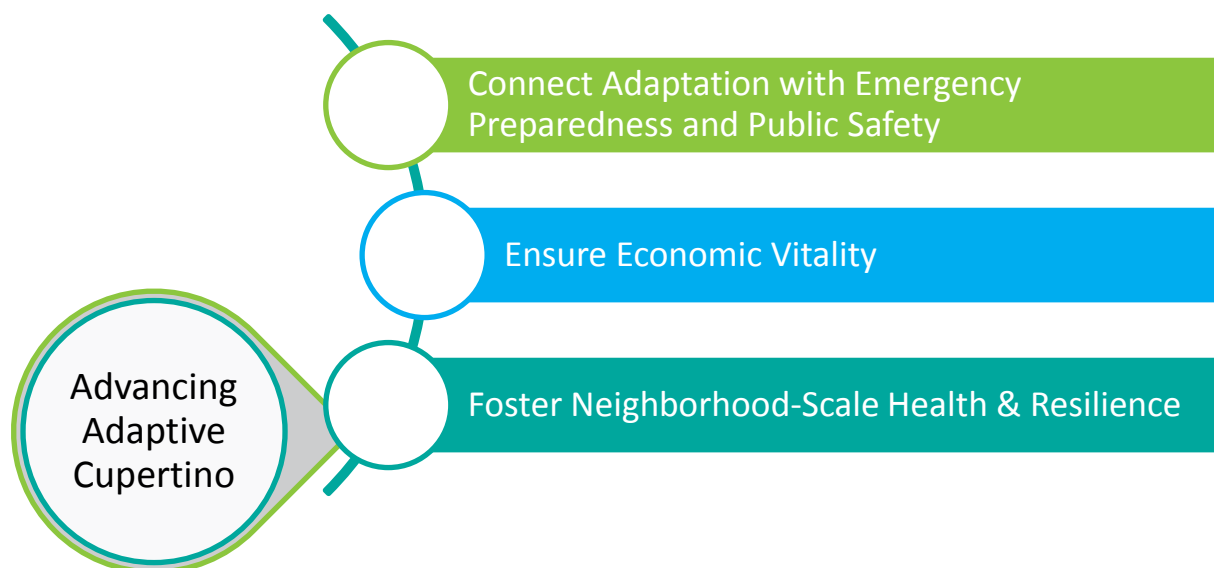 Connect Adaptation with Emergency
Preparedness and Public Safety
Ensure Economic Vitality
Foster Neighborhood-Scale Health & Resilience
Advancing
Adaptive
Cupertino